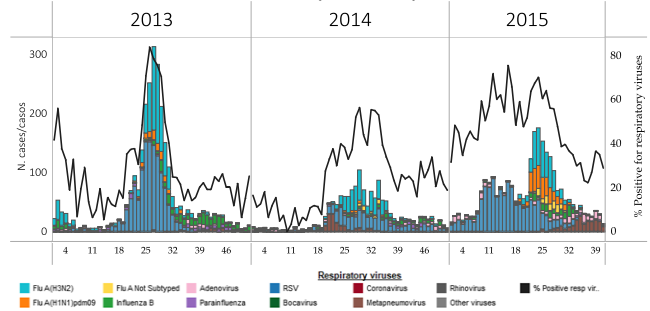 2013 2014 2015
300 80
60
200
40
100
20
0 0
N. cases/casos
% Positive for respiratory viruses
4 11 18 25 32 39 46 4 11 18 25 32 39 46 4 11 18 25 32 39
Respiratory viruses
Flu A(H3N2) Flu A Not Subtyped Adenovirus RSV Coronavirus Rhinovirus % Positive resp vir..
Flu A(H1N1)pdm09 Influenza B Parainfluenza Bocavirus Metapneumovirus Other viruses